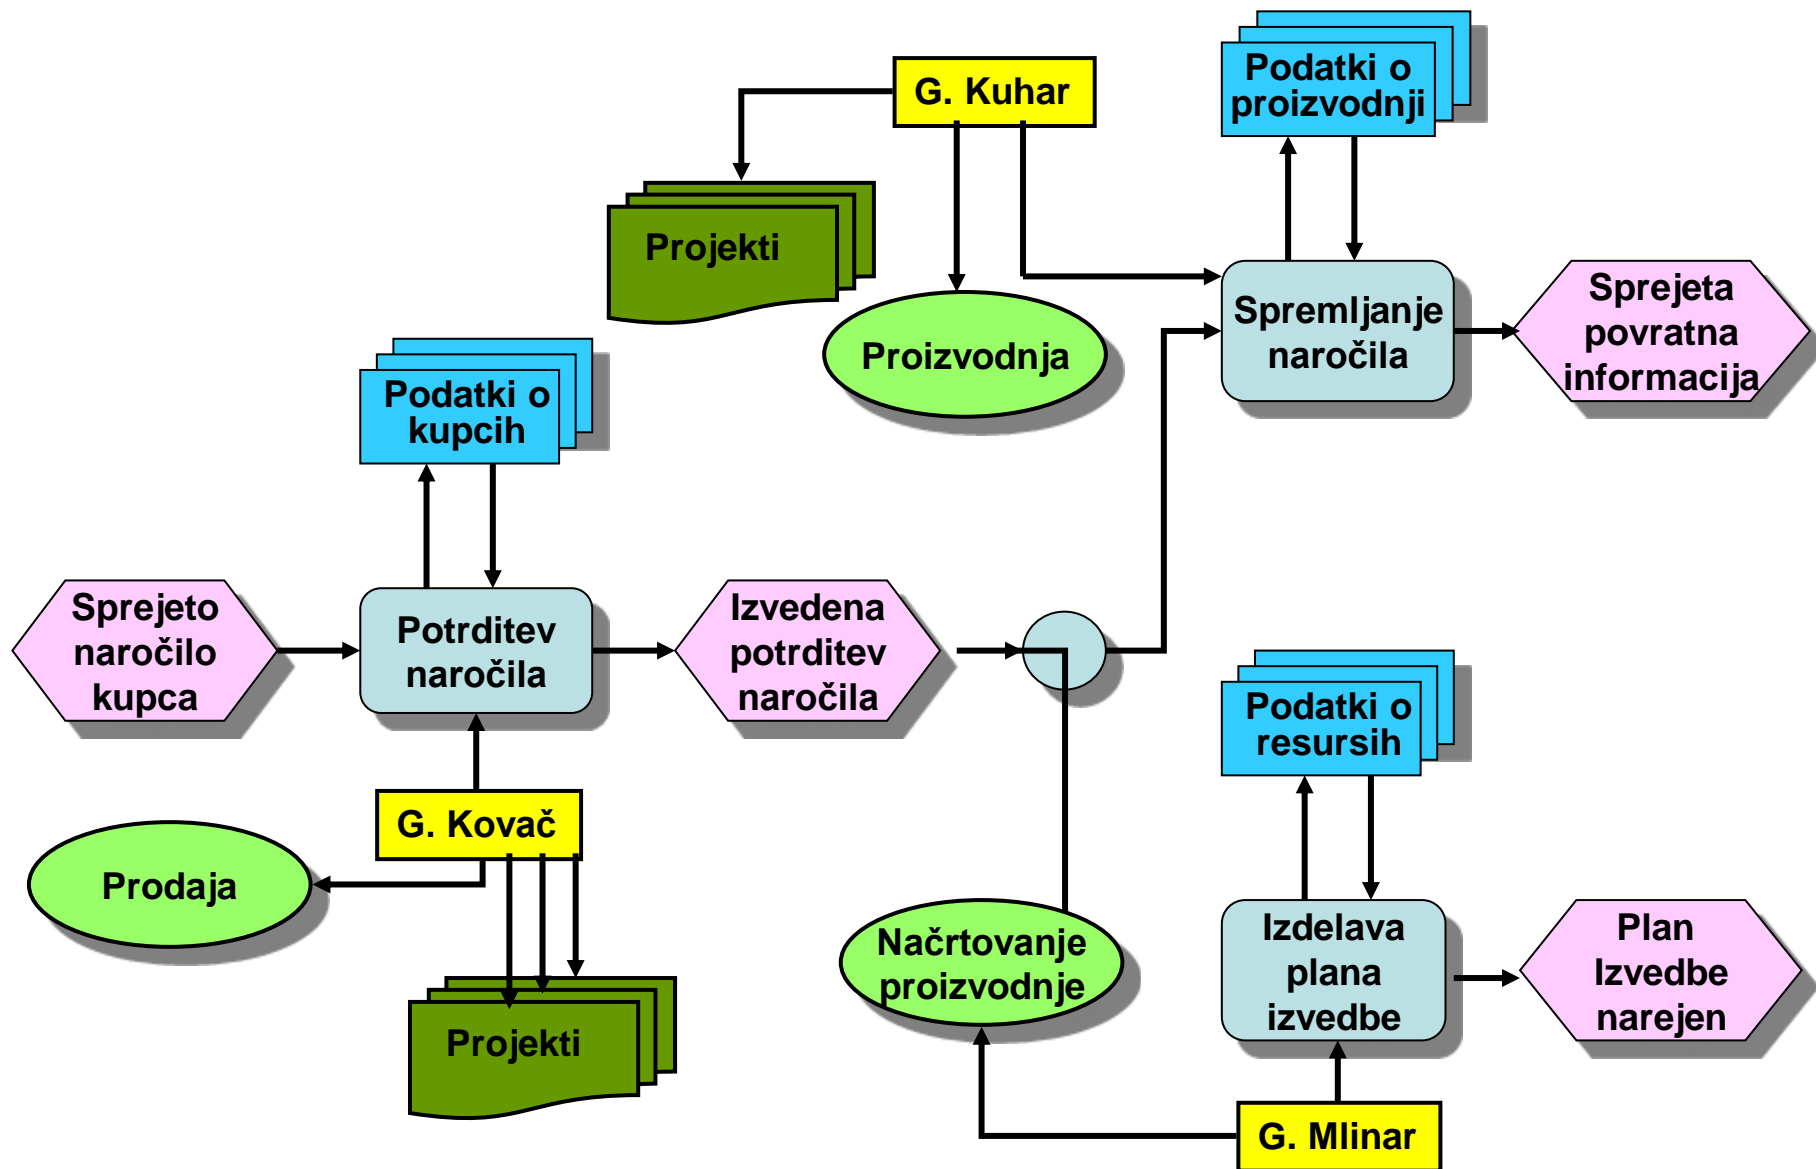 G. Kuhar
Podatki o
proizvodnji
Projekti
Proizvodnja
Spremljanje
naročila
Sprejeta
povratna
informacija
Podatki o
kupcih
Sprejeto
naročilo
kupca
Potrditev
naročila
Izvedena
potrditev
naročila
Podatki o
resursih
G. Kovač
Prodaja
Načrtovanje
proizvodnje
Izdelava
plana
izvedbe
Plan
Izvedbe
narejen
Projekti
G. Mlinar